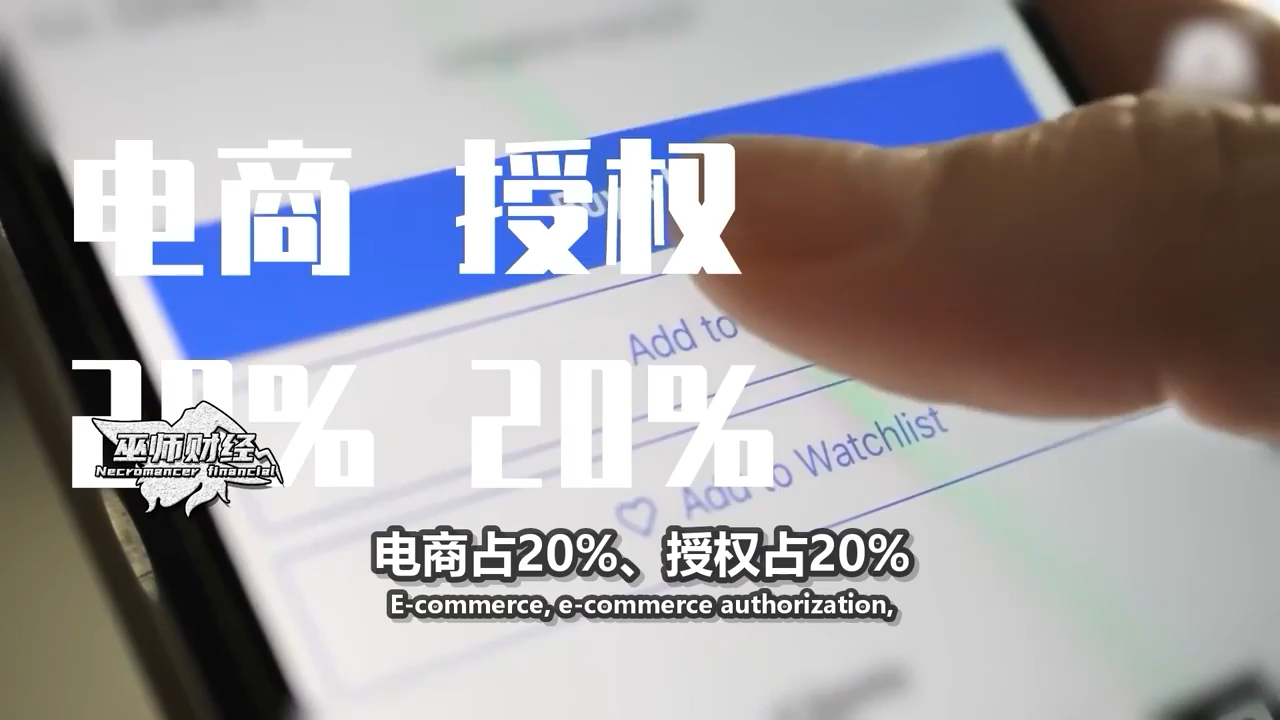 电商 授权
Add to
20% 20%
巫师财经
Necromancer financial
Add to Watchlist
电商占20%、授权占20%
E-commerce, e-commerce authorization,